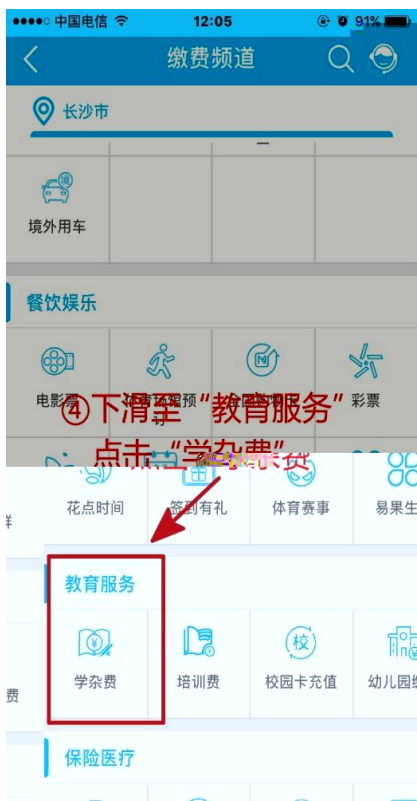 中国电信 12:05 91%
缴费频道
长沙市
境外用车
餐饮娱乐
电影票 彩票
④下滑至“教育服务”
点击“学杂费”
花点时间 签到有礼 体育赛事 易果生
教育服务
费 学杂费 培训费 校园卡充值 幼儿园缴
保险医疗